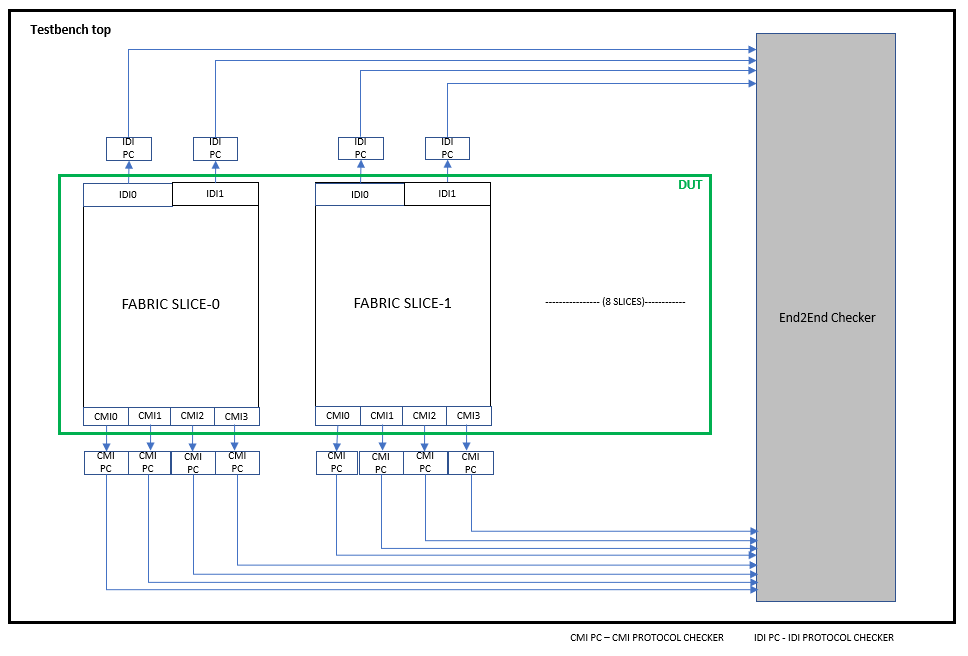 Testbench top
IDI
PC
IDI
PC
IDI
PC
IDI
PC
DUT
IDI0
IDI1
IDI0
IDI1
FABRIC SLICE-0
FABRIC SLICE-1
---------------- (8 SLICES)------------
End2End Checker
CMI0
CMI1
CMI2
CMI3
CMI0
CMI1
CMI2
CMI3
CMI
PC
CMI
PC
CMI
PC
CMI
PC
CMI
PC
CMI
PC
CMI
PC
CMI
PC
CMI PC – CMI PROTOCOL CHECKER
IDI PC - IDI PROTOCOL CHECKER